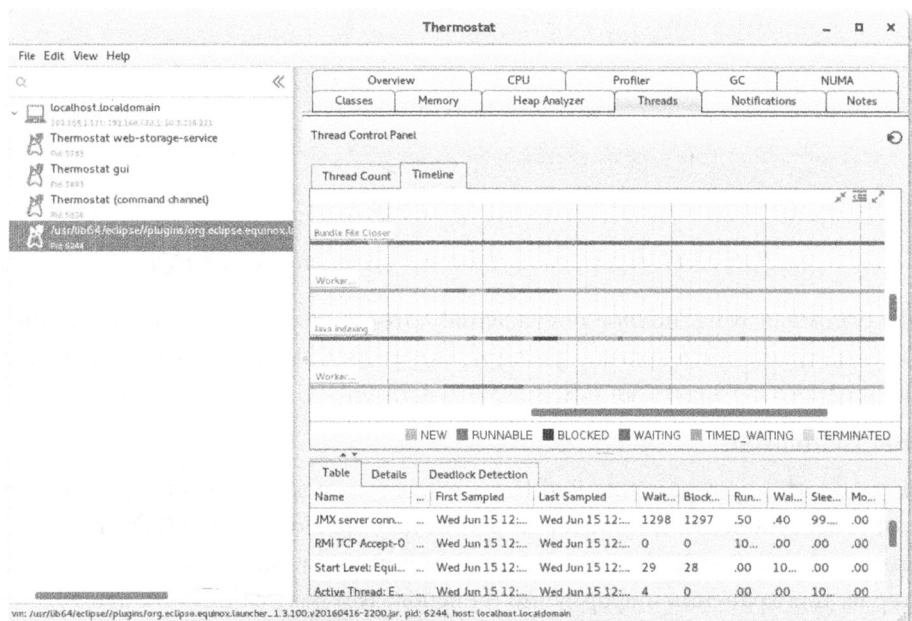 Thermostat
File Edit View Help
Overview CPU Profiler GC NUMA
Classes Memory Heap Analyzer Threads Notifications Notes
localhost.localdomain
Thermostat web-storage-service
Thermostat gui
Thermostat (command channel)
/usr/lib64/eclipse//plugins/org.eclipse.equinox.la
Pid: 6244
Thread Control Panel
Thread Count Timeline
Bundle File Closer
Worker...
Java indexing
Worker...
NEW RUNNABLE BLOCKED WAITING TIMED_WAITING TERMINATED
Table Details Deadlock Detection
Name ... First Sampled Last Sampled Wait... Block... Run... Wai... Slee... Mo...
JMX server conn... ... Wed Jun 15 12:... Wed Jun 15 12:... 1298 1297 .50 .40 99.... .00
RMI TCP Accept-0 ... Wed Jun 15 12:... Wed Jun 15 12:... 0 0 10... .00 .00 .00
Start Level: Equi... ... Wed Jun 15 12:... Wed Jun 15 12:... 29 28 .00 10... .00 .00
Active Thread: E... ... Wed Jun 15 12:... Wed Jun 15 12:... 4 0 .00 .00 10... .00
vm: /usr/lib64/eclipse//plugins/org.eclipse.equinox.launcher_1.3.100.v20160416-2200.jar, pid: 6244, host: localhost.localdomain